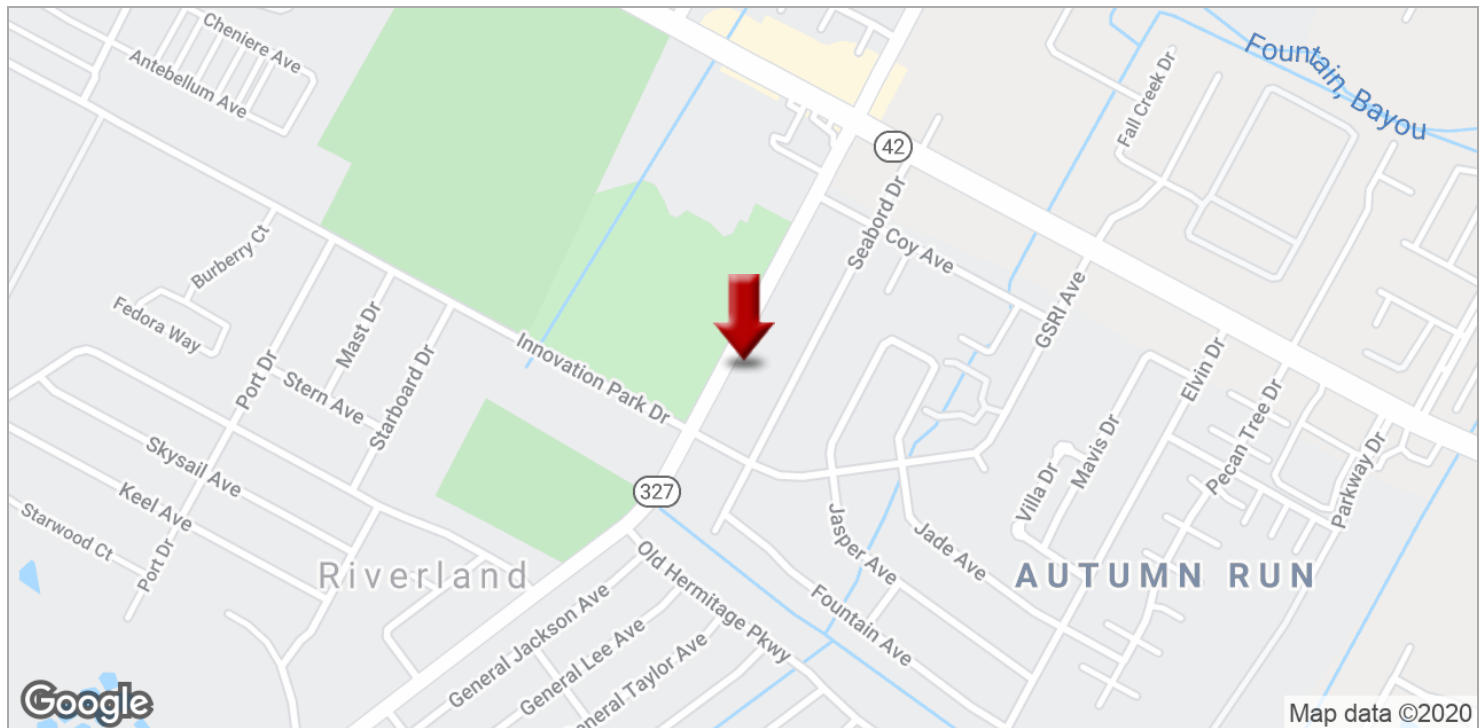 Cheniere Ave
Antebellum Ave
Fountain, Bayou
Fall Creek Dr
42
Seabord Dr
Coy Ave
GSRI Ave
Burberry Ct
Fedora Way
Mast Dr
Port Dr
Stern Ave
Starboard Dr
Innovation Park Dr
Elvin Dr
Mavis Dr
Villa Dr
Pecan Tree Dr
Parkway Dr
Skysail Ave
Keel Ave
Starwood Ct
Port Dr
327
Riverland
Jasper Ave
Jade Ave
AUTUMN RUN
Old Hermitage Pkwy
Fountain Ave
General Jackson Ave
General Lee Ave
eneral Taylor Ave
Google
Map data ©2020